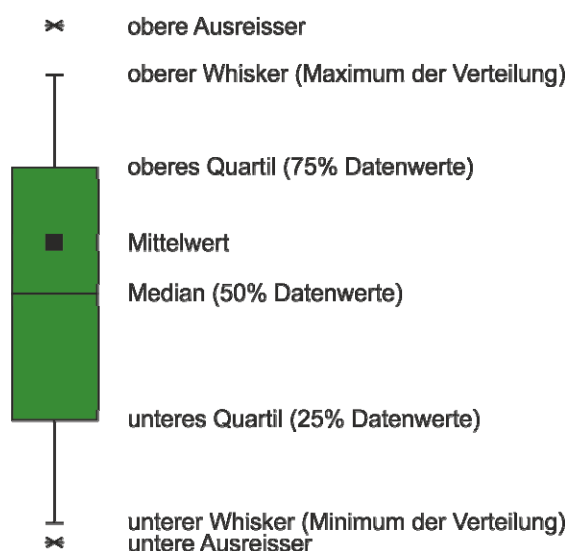 obere Ausreisser
oberer Whisker (Maximum der Verteilung)
oberes Quartil (75% Datenwerte)
Mittelwert
Median (50% Datenwerte)
unteres Quartil (25% Datenwerte)
unterer Whisker (Minimum der Verteilung)
untere Ausreisser